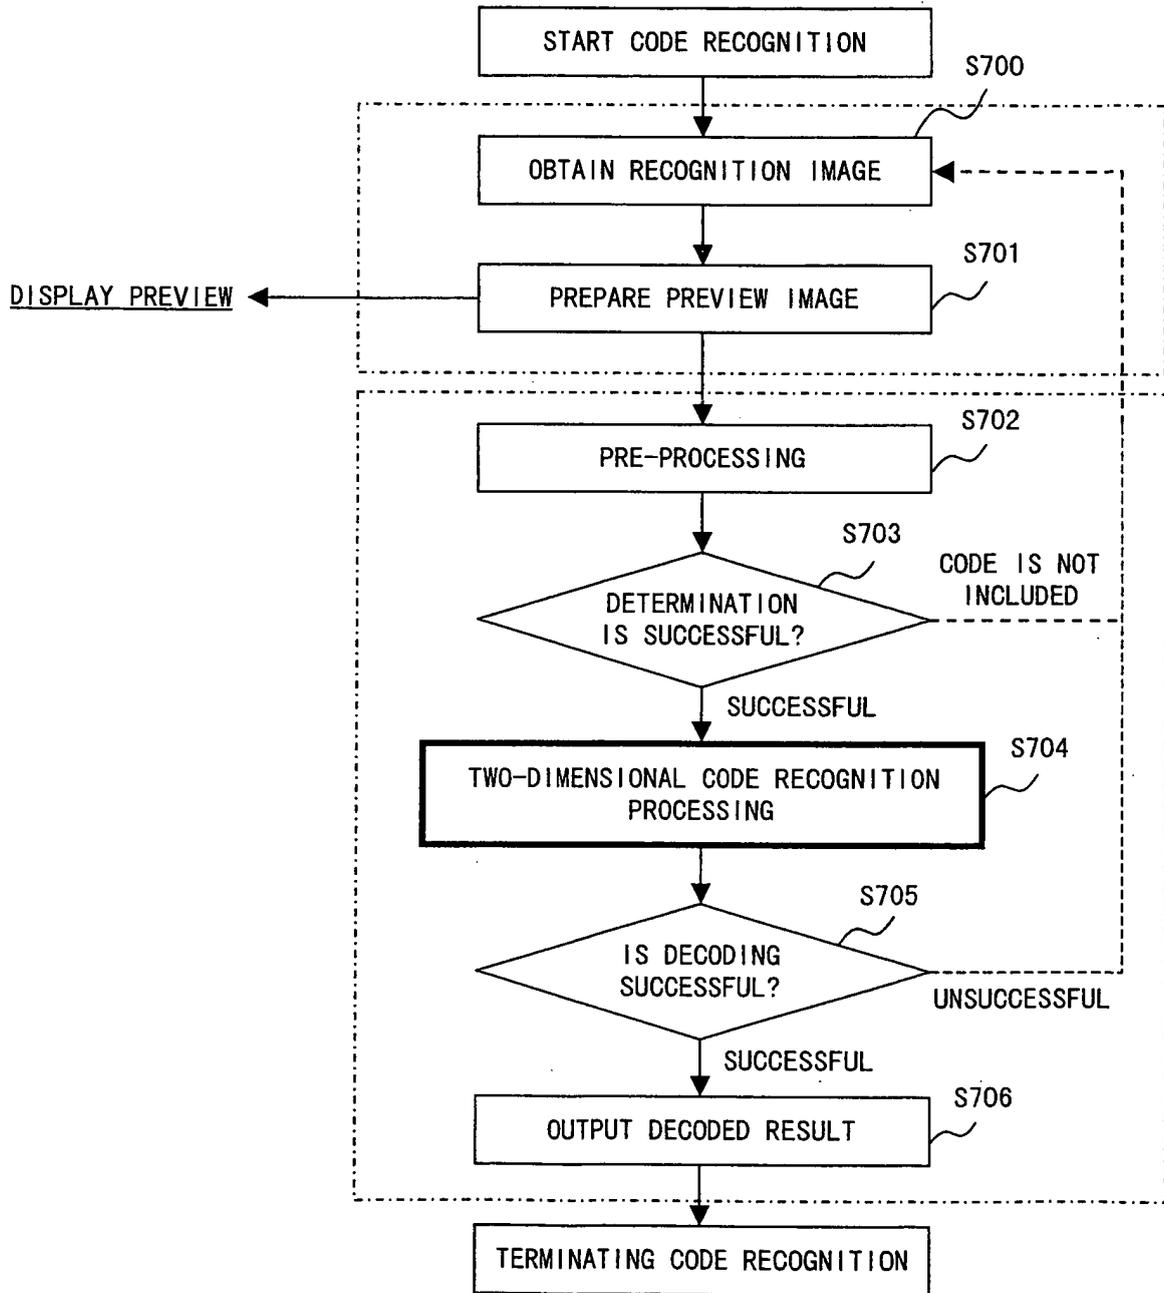 START CODE RECOGNITION
S700
OBTAIN RECOGNITION IMAGE
S701
DISPLAY PREVIEW
PREPARE PREVIEW IMAGE
S702
PRE-PROCESSING
S703
CODE IS NOT
INCLUDED
DETERMINATION
IS SUCCESSFUL?
SUCCESSFUL
S704
TWO-DIMENSIONAL CODE RECOGNITION
PROCESSING
S705
IS DECODING
SUCCESSFUL?
UNSUCCESSFUL
SUCCESSFUL
S706
OUTPUT DECODED RESULT
TERMINATING CODE RECOGNITION